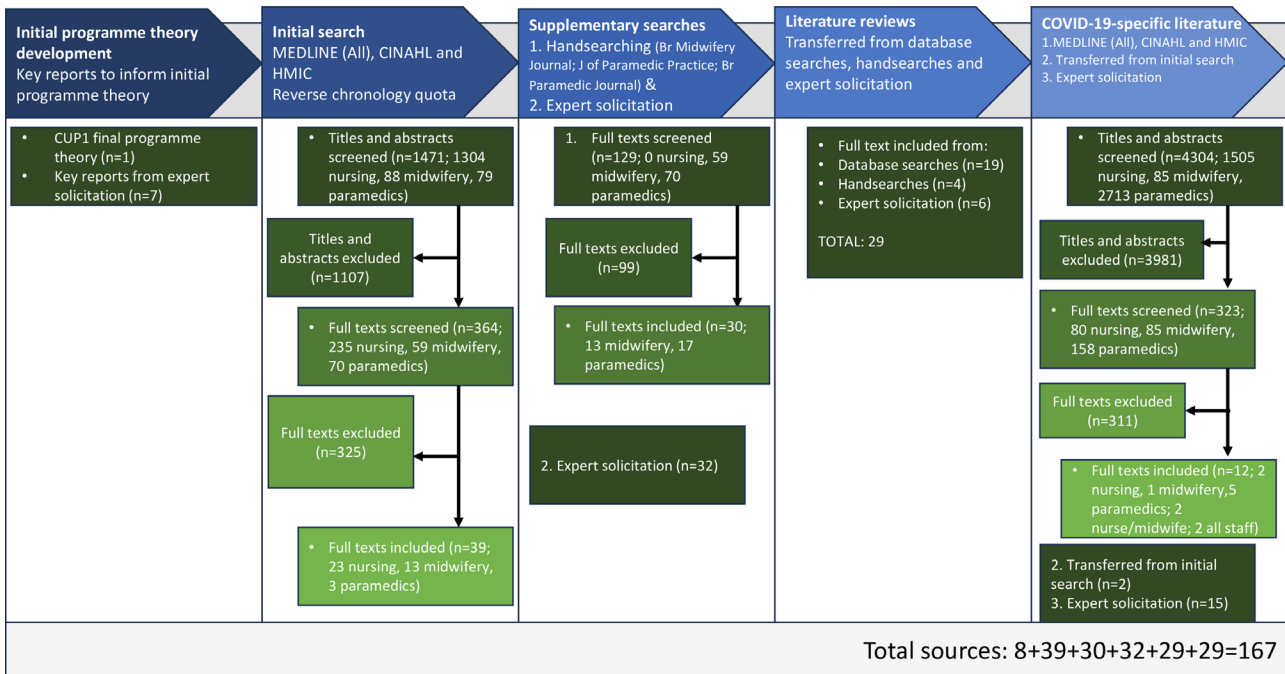 Initial programme theory
development
Key reports to inform initial
programme theory
Initial search
MEDLINE (All), CINAHL and
HMIC
Reverse chronology quota
Supplementary searches
1. Handsearching (Br Midwifery
Journal; J of Paramedic Practice; Br
Paramedic Journal) &
2. Expert solicitation
Literature reviews
Transferred from database
searches, handsearches and
expert solicitation
COVID-19-specific literature
1.MEDLINE (All), CINAHL and HMIC
2. Transferred from initial search
3. Expert solicitation
• CUP1 final programme
theory (n=1)
• Key reports from expert
solicitation (n=7)
• Titles and abstracts
screened (n=1471; 1304
nursing, 88 midwifery, 79
paramedics)
Titles and
abstracts excluded
(n=1107)
• Full texts screened (n=364;
235 nursing, 59 midwifery,
70 paramedics)
Full texts excluded
(n=325)
• Full texts included (n=39;
23 nursing, 13 midwifery,
3 paramedics)
1. Full texts screened
(n=129; 0 nursing, 59
midwifery, 70
paramedics)
Full texts excluded
(n=99)
• Full texts included (n=30;
13 midwifery, 17
paramedics)
2. Expert solicitation (n=32)
• Full text included from:
• Database searches (n=19)
• Handsearches (n=4)
• Expert solicitation (n=6)
TOTAL: 29
• Titles and abstracts
screened (n=4304; 1505
nursing, 85 midwifery,
2713 paramedics)
Titles and abstracts
excluded (n=3981)
• Full texts screened (n=323;
80 nursing, 85 midwifery,
158 paramedics)
Full texts excluded
(n=311)
• Full texts included (n=12; 2
nursing, 1 midwifery,5
paramedics; 2
nurse/midwife; 2 all staff)
2. Transferred from initial
search (n=2)
3. Expert solicitation (n=15)
Total sources: 8+39+30+32+29+29=167